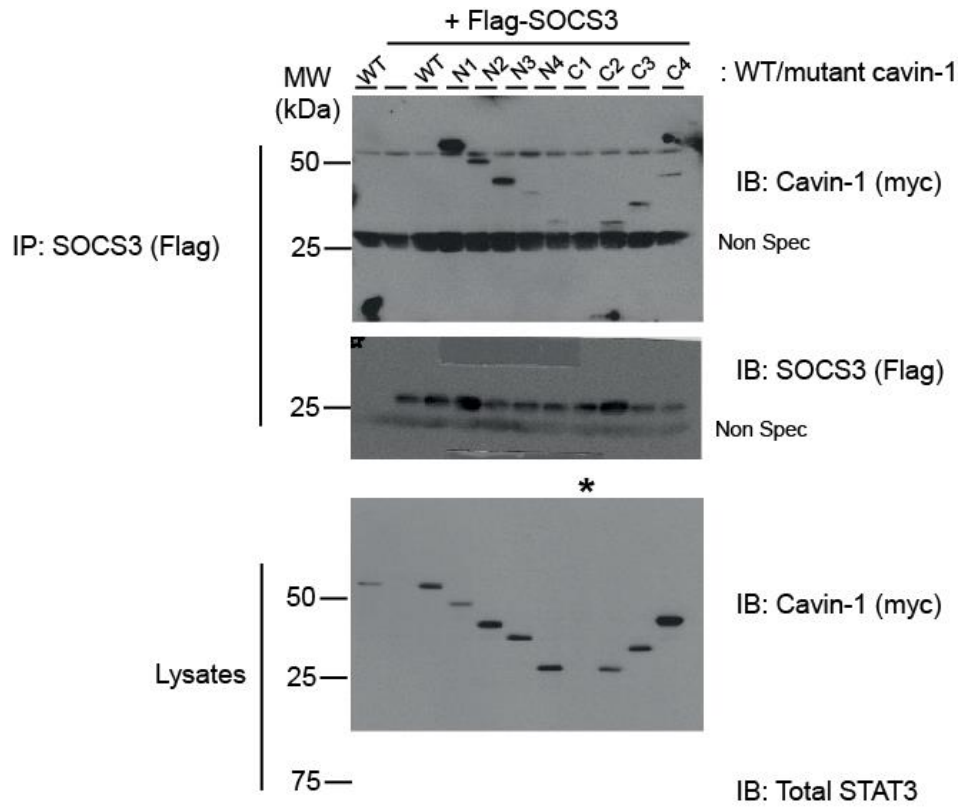 + Flag-SOCS3
MW
(kDa)
WT WT N1 N2 N3 N4 C1 C2 C3 C4
: WT/mutant cavin-1
50
IB: Cavin-1 (myc)
IP: SOCS3 (Flag)
25
Non Spec
IB: SOCS3 (Flag)
25
Non Spec
*
50
IB: Cavin-1 (myc)
Lysates
25
75
IB: Total STAT3